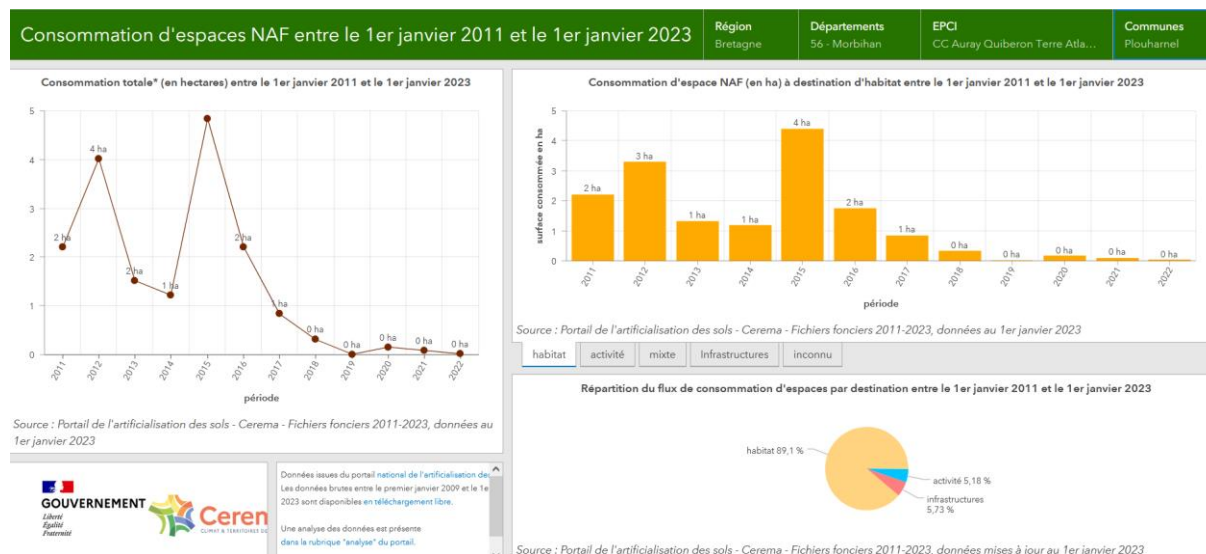 Consommation d'espaces NAF entre le 1er janvier 2011 et le 1er janvier 2023
Région
Bretagne
Départements
56 - Morbihan
EPCI
CC Auray Quiberon Terre Atla...
Communes
Plouharnel
Consommation totale* (en hectares) entre le 1er janvier 2011 et le 1er janvier 2023
5
4
3
2
1
0
2 ha
4 ha
2 ha
1 ha
2 ha
1 ha
0 ha
0 ha
0 ha
0 ha
0 ha
2011
2012
2013
2014
2015
2016
2017
2018
2019
2020
2021
2022
période
Source : Portail de l'artificialisation des sols - Cerema - Fichiers fonciers 2011-2023, données au
1er janvier 2023
Consommation d'espace NAF (en ha) à destination d'habitat entre le 1er janvier 2011 et le 1er janvier 2023
surface consommée en ha
5
4
3
2
1
0
2 ha
3 ha
1 ha
1 ha
4 ha
2 ha
1 ha
0 ha
0 ha
0 ha
0 ha
0 ha
2011
2012
2013
2014
2015
2016
2017
2018
2019
2020
2021
2022
période
Source : Portail de l'artificialisation des sols - Cerema - Fichiers fonciers 2011-2023, données au 1er janvier 2023
habitat activité mixte Infrastructures inconnu
Répartition du flux de consommation d'espaces par destination entre le 1er janvier 2011 et le 1er janvier 2023
habitat 89,1 %
activité 5,18 %
infrastructures
5,73 %
Source : Portail de l'artificialisation des sols - Cerema - Fichiers fonciers 2011-2023, données mises à jour au 1er janvier 2023
GOUVERNEMENT
Liberté
Égalité
Fraternité
Cerem
CLIMAT & TERRITOIRES DE
Données issues du portail national de l'artificialisation des
Les données brutes entre le premier janvier 2009 et le 1e
2023 sont disponibles en téléchargement libre.
Une analyse des données est présente
dans la rubrique "analyse" du portail.